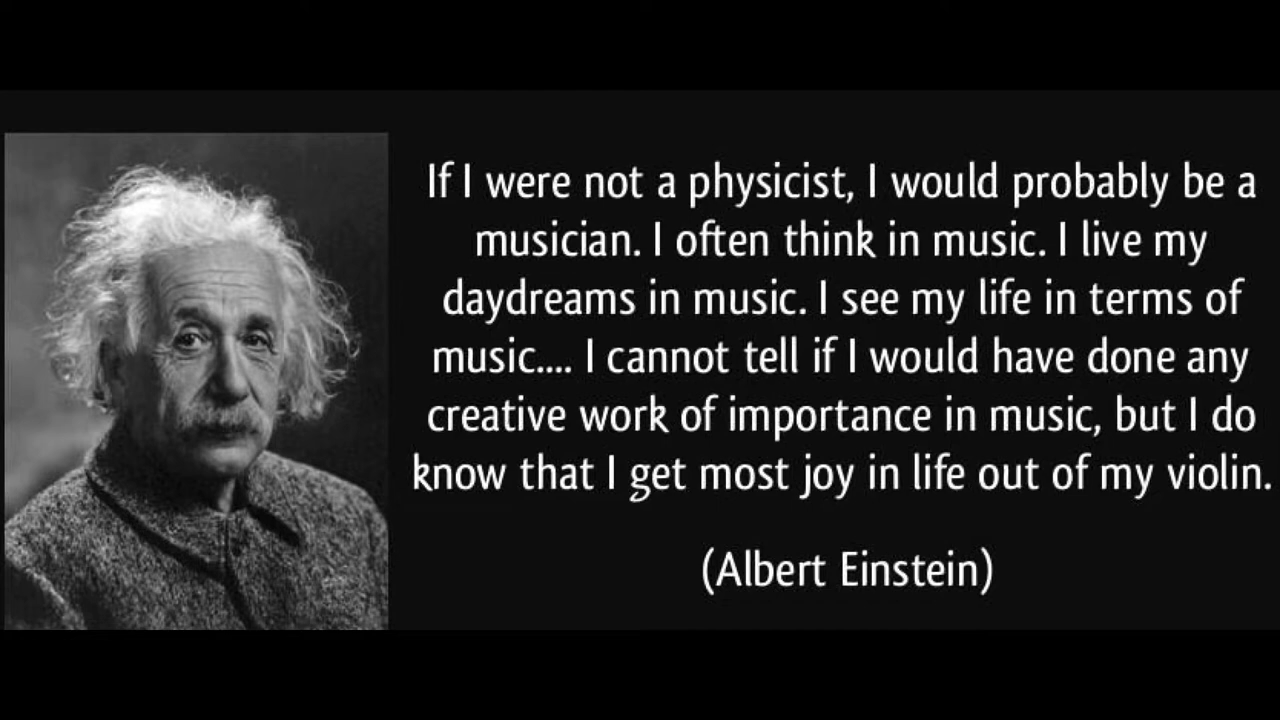 If I were not a physicist, I would probably be a
musician. I often think in music. I live my
daydreams in music. I see my life in terms of
music.... I cannot tell if I would have done any
creative work of importance in music, but I do
know that I get most joy in life out of my violin.
(Albert Einstein)